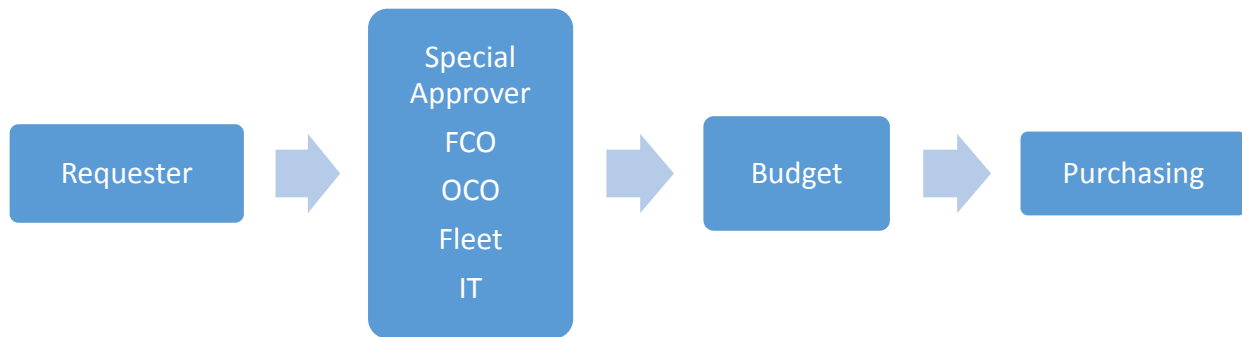 Requester
Special
Approver
FCO
OCO
Fleet
IT
Budget
Purchasing